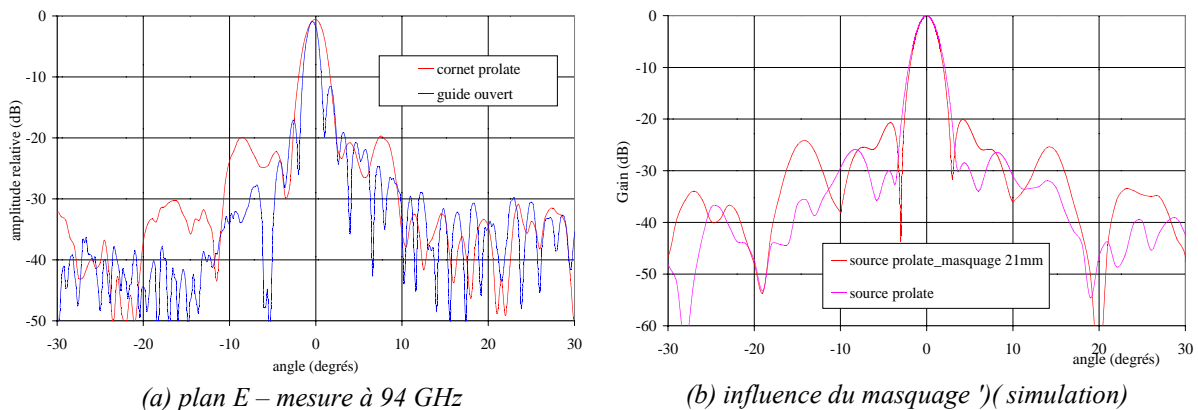 0
-10
-20
-30
-40
-50
amplitude relative (dB)
cornet prolate
guide ouvert
-30
-20
-10
0
10
20
30
angle (degrés)
(a) plan E – mesure à 94 GHz
0
-10
-20
-30
-40
-50
-60
Gain (dB)
source prolate_masquage 21mm
source prolate
-30
-20
-10
0
10
20
30
angle (degrés)
(b) influence du masquage ')( simulation)